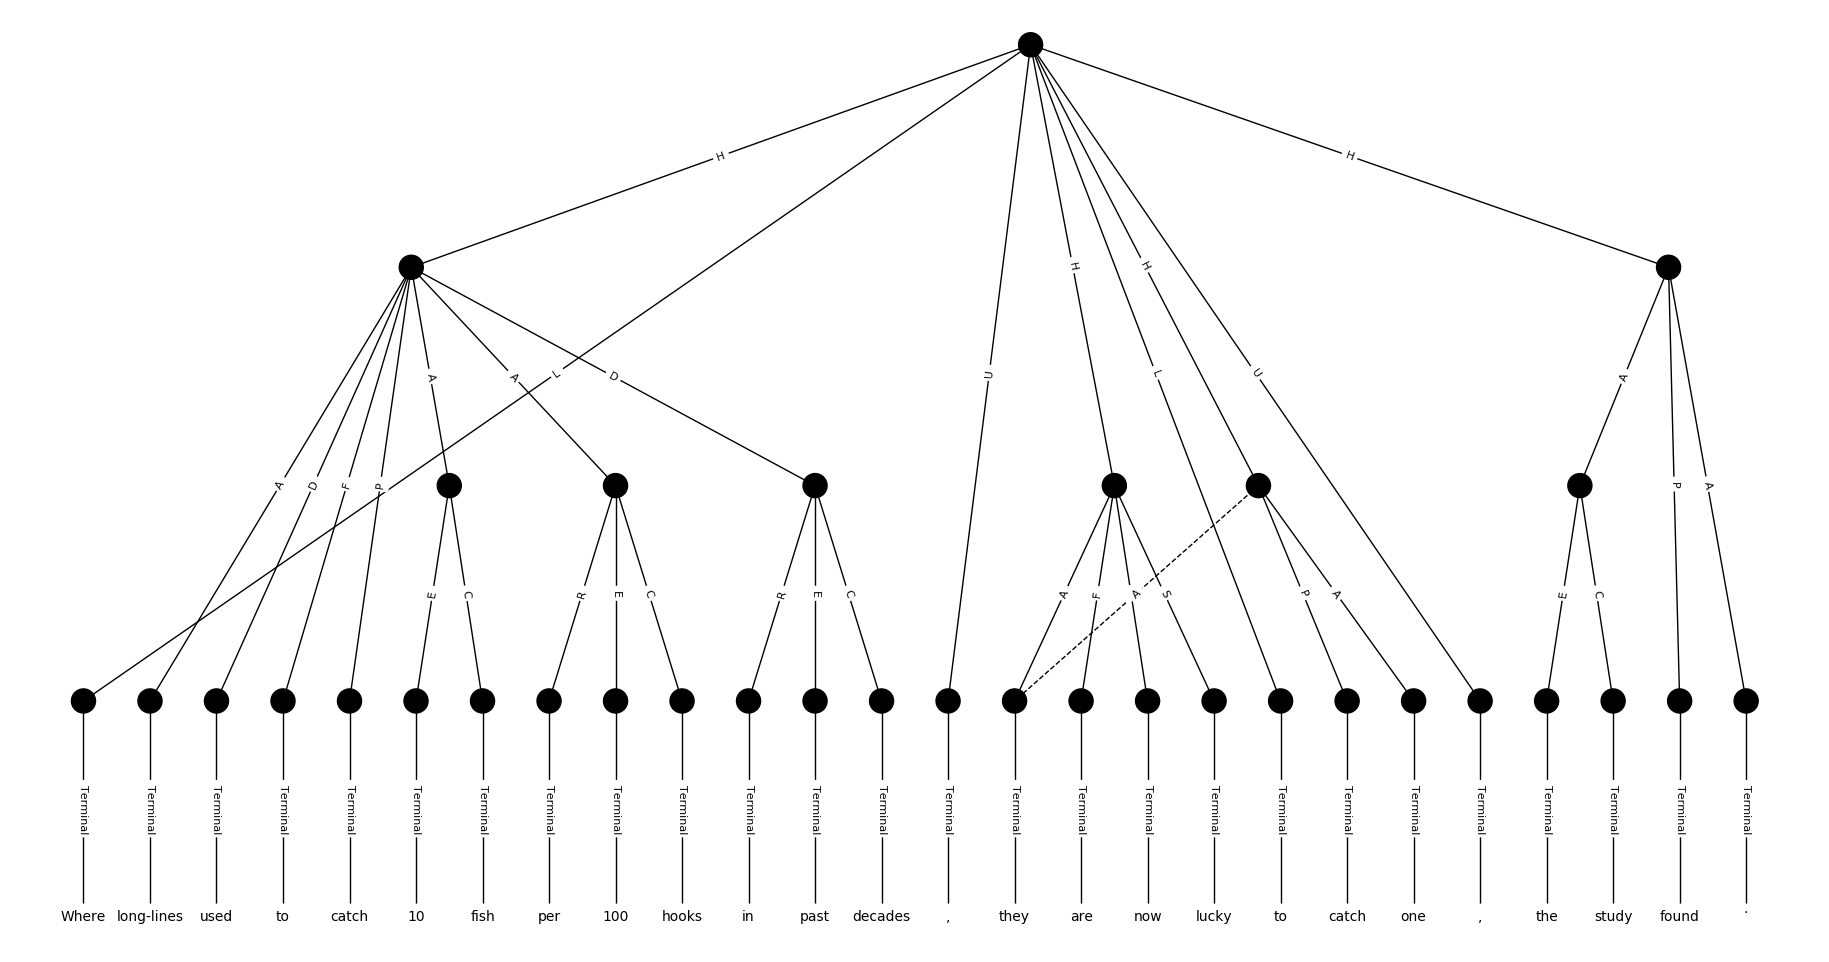 H H
H H
A L D L U U A
A D F P P A
E C R E C R E C A F A S P A E C
Terminal Terminal Terminal Terminal Terminal Terminal Terminal Terminal Terminal Terminal Terminal Terminal Terminal Terminal Terminal Terminal Terminal Terminal Terminal Terminal Terminal Terminal Terminal Terminal Terminal Terminal
Where long-lines used to catch 10 fish per 100 hooks in past decades , they are now lucky to catch one , the study found .